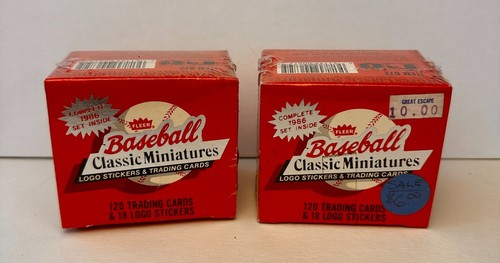 COMPLETE
1986
SET INSIDE
FLEER
Baseball
Classic Miniatures
LOGO STICKERS & TRADING CARDS
120 TRADING CARDS
& 18 LOGO STICKERS
ITEM 672
GREAT ESCAPE
10.00
COMPLETE
1986
SET INSIDE
FLEER
Baseball
Classic Miniatures
LOGO STICKERS & TRADING CARDS
SALE
120 TRADING CARDS
& 18 LOGO STICKERS